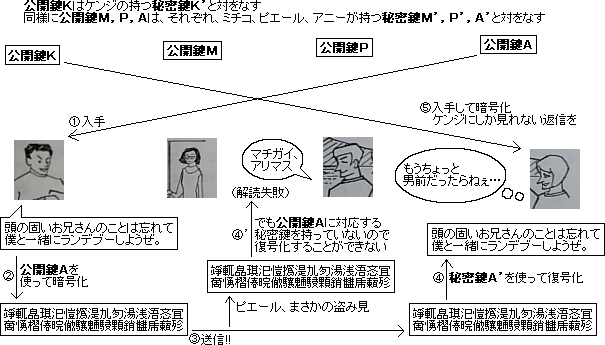 公開鍵Kはケンジの持つ秘密鍵K'と対をなす
同様に公開鍵M, P, Aは、それぞれ、ミチコ、ピエール、アニーが持つ秘密鍵M', P', A'と対をなす
公開鍵K
公開鍵M
公開鍵P
公開鍵A
①入手
⑤入手して暗号化
ケンジにしか見れない返信を
マチガイ、
アリマス
(解読失敗)
もうちょっと
男前だったらねぇ…
頭の固いお兄さんのことは忘れて
僕と一緒にランデブーしようぜ。
④'
でも公開鍵Aに対応する
秘密鍵を持っていないので
復号化することができない
頭の固いお兄さんのことは忘れて
僕と一緒にランデブーしようぜ。
② 公開鍵Aを
使って暗号化
④ 秘密鍵A'を使って復号化
ピエール、まさかの盗み見
③送信!!